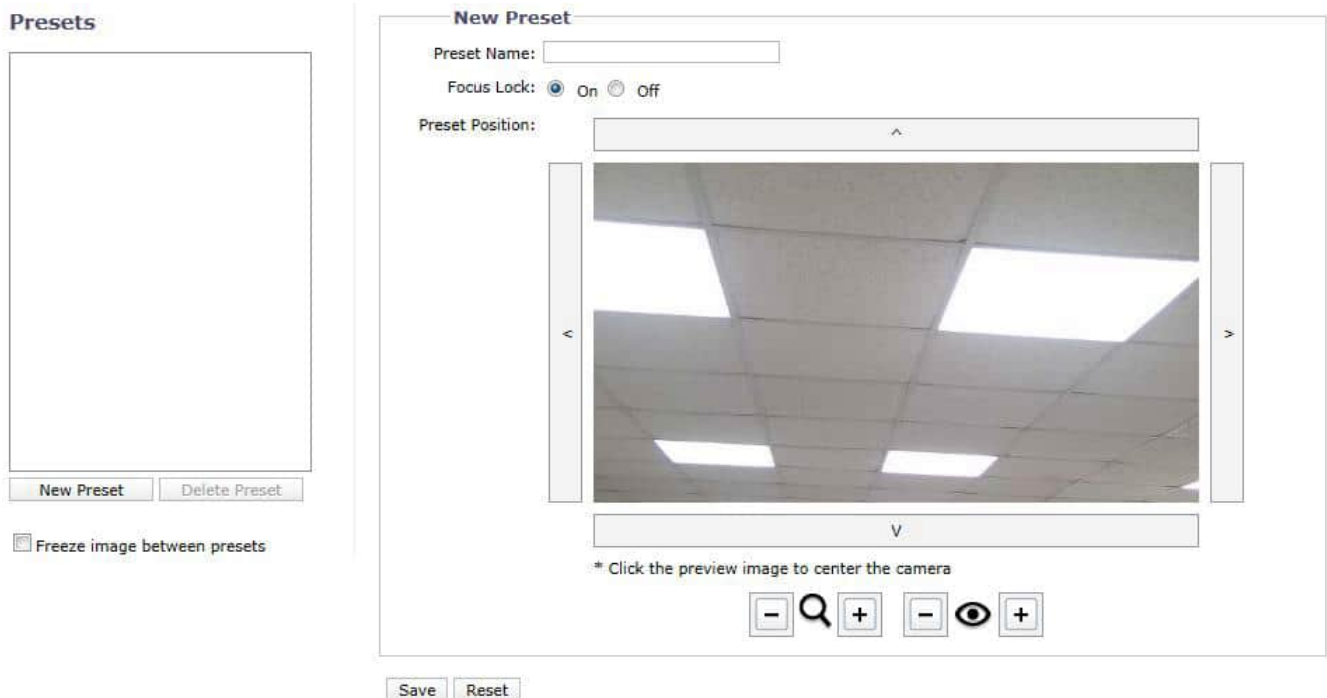 Presets
New Preset
Delete Preset
Freeze image between presets
New Preset
Preset Name:
Focus Lock: On Off
Preset Position:
^
< >
V
* Click the preview image to center the camera
- + - +
Save Reset